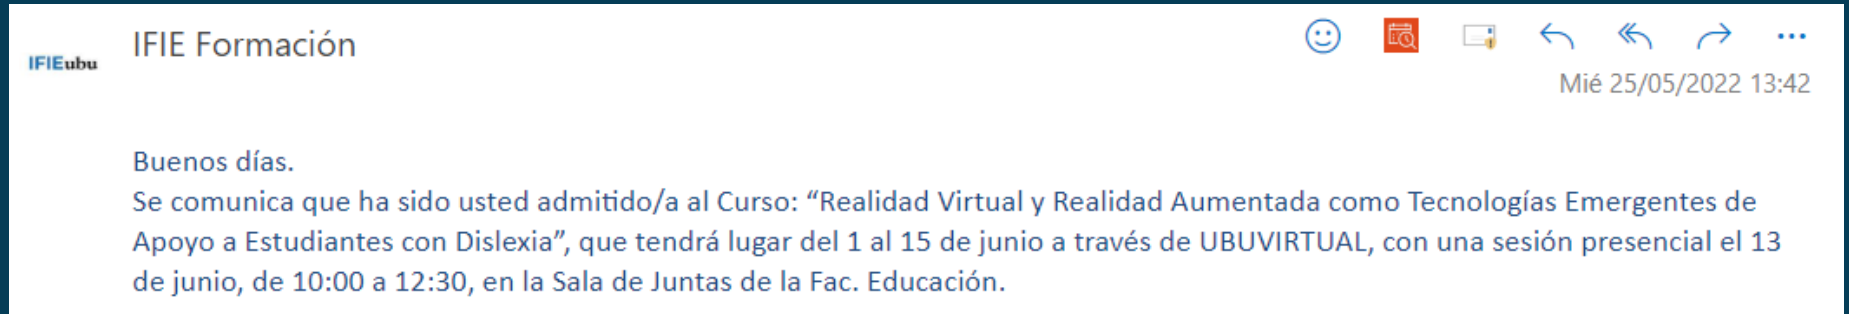 IFIE Formación
IFIEubu
Mié 25/05/2022 13:42
Buenos días.
Se comunica que ha sido usted admitido/a al Curso: “Realidad Virtual y Realidad Aumentada como Tecnologías Emergentes de
Apoyo a Estudiantes con Dislexia”, que tendrá lugar del 1 al 15 de junio a través de UBUVIRTUAL, con una sesión presencial el 13
de junio, de 10:00 a 12:30, en la Sala de Juntas de la Fac. Educación.